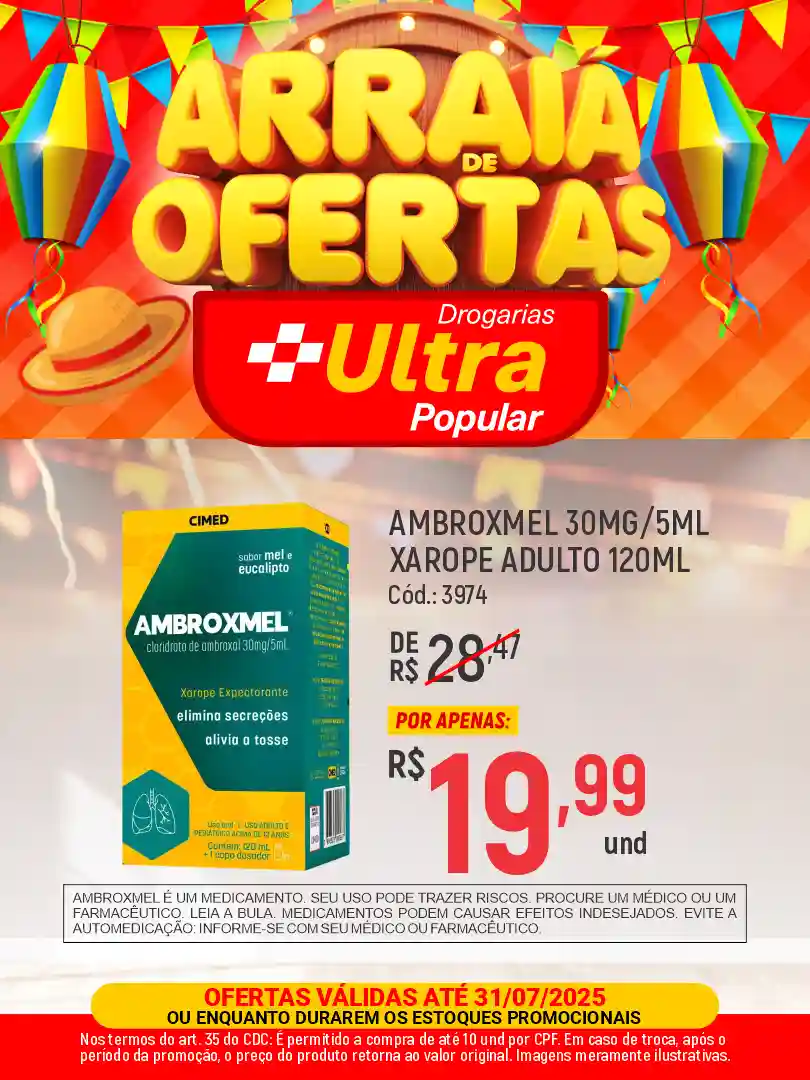 ARRAIÁ
DE
OFERTAS
Drogarias
Ultra
Popular
CIMED
sabor mel e
eucalipto
AMBROXMEL
cloridrato de ambroxol 30mg/5mL
Xarope Expectorante
elimina secreções
alivia a tosse
Uso oral | USO ADULTO E
PEDIÁTRICO ACIMA DE 12 ANOS
Contém: 120 mL
+ 1 copo dosador
AMBROXMEL 30MG/5ML
XAROPE ADULTO 120ML
Cód.: 3974
DE
R$ 28,47
POR APENAS:
R$ 19,99
und
AMBROXMEL É UM MEDICAMENTO. SEU USO PODE TRAZER RISCOS. PROCURE UM MÉDICO OU UM
FARMACÊUTICO. LEIA A BULA. MEDICAMENTOS PODEM CAUSAR EFEITOS INDESEJADOS. EVITE A
AUTOMEDICAÇÃO: INFORME-SE COM SEU MÉDICO OU FARMACÊUTICO.
OFERTAS VÁLIDAS ATÉ 31/07/2025
OU ENQUANTO DURAREM OS ESTOQUES PROMOCIONAIS
Nos termos do art. 35 do CDC: É permitido a compra de até 10 und por CPF. Em caso de troca, após o
período da promoção, o preço do produto retorna ao valor original. Imagens meramente ilustrativas.